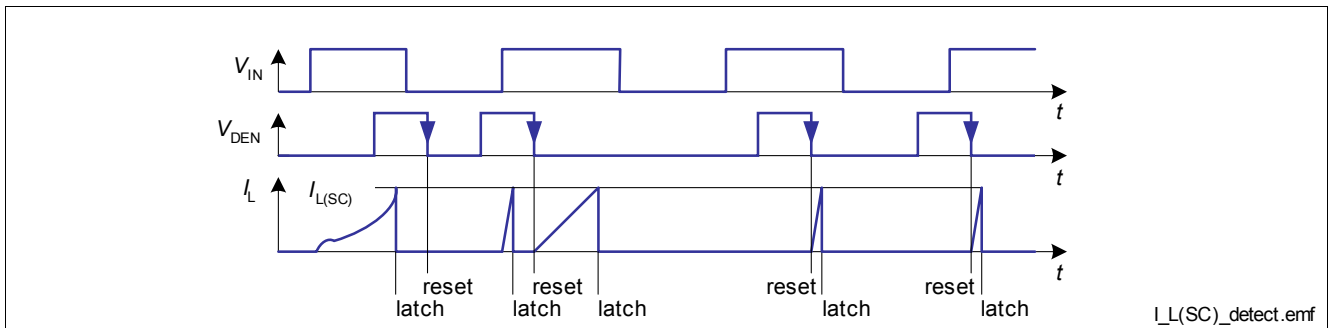 V_IN
t
V_DEN
t
I_L
I_L(SC)
t
reset
reset
reset
reset
latch
latch
latch
latch
latch
I_L(SC)_detect.emf